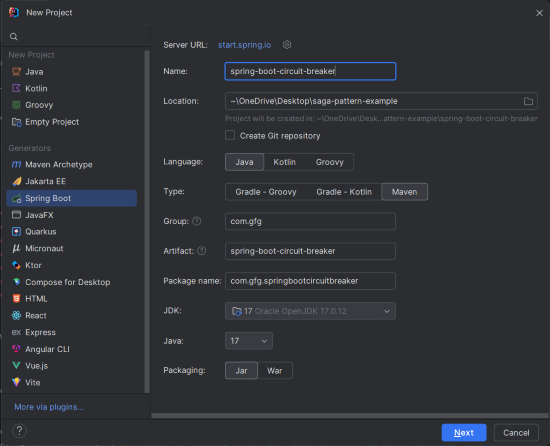 New Project
New Project
Java
Kotlin
Groovy
Empty Project
Generators
Maven Archetype
Jakarta EE
Spring Boot
JavaFX
Quarkus
Micronaut
Ktor
Compose for Desktop
HTML
React
Express
Angular CLI
Vue.js
Vite
More via plugins...
Server URL: start.spring.io
Name: spring-boot-circuit-breaker
Location: ~\OneDrive\Desktop\saga-pattern-example
Project will be created in: ~\OneDrive\Desk...attern-example\spring-boot-circuit-breaker
Create Git repository
Language: Java Kotlin Groovy
Type: Gradle - Groovy Gradle - Kotlin Maven
Group: com.gfg
Artifact: spring-boot-circuit-breaker
Package name: com.gfg.springbootcircuitbreaker
JDK: 17 Oracle OpenJDK 17.0.12
Java: 17
Packaging: Jar War
? Next Cancel